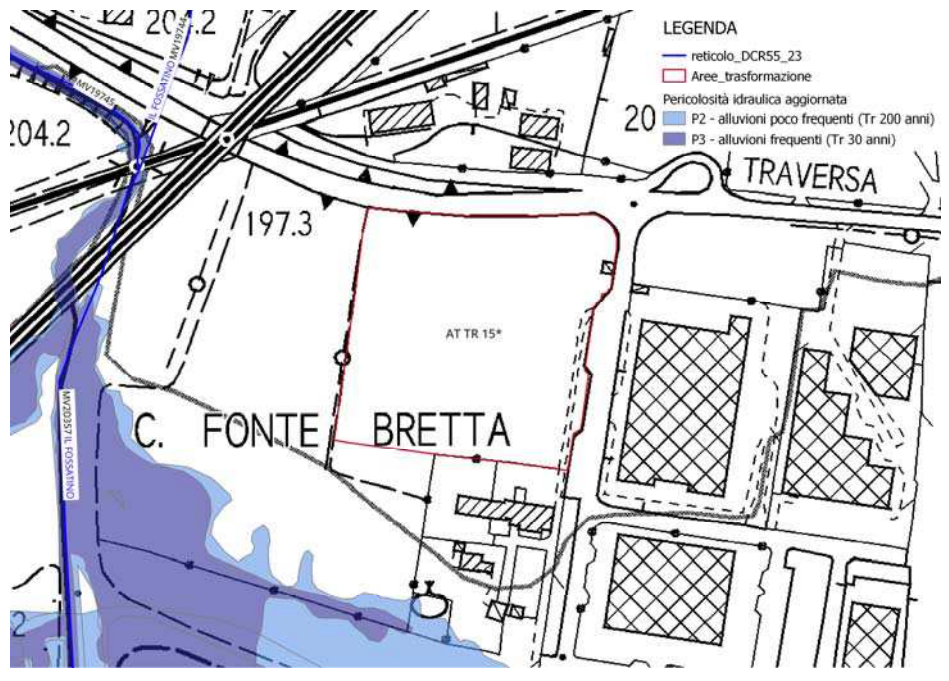 201.2
MV19744
IL FOSSATINO
MV19745
204.2
LEGENDA
reticolo_DCR55_23
Aree_trasformazione
Pericolosità idraulica aggiornata
P2 - alluvioni poco frequenti (Tr 200 anni)
P3 - alluvioni frequenti (Tr 30 anni)
20
TRAVERSA
197.3
AT TR 15*
C. FONTE BRETTA
MV20357 IL FOSSATINO
2